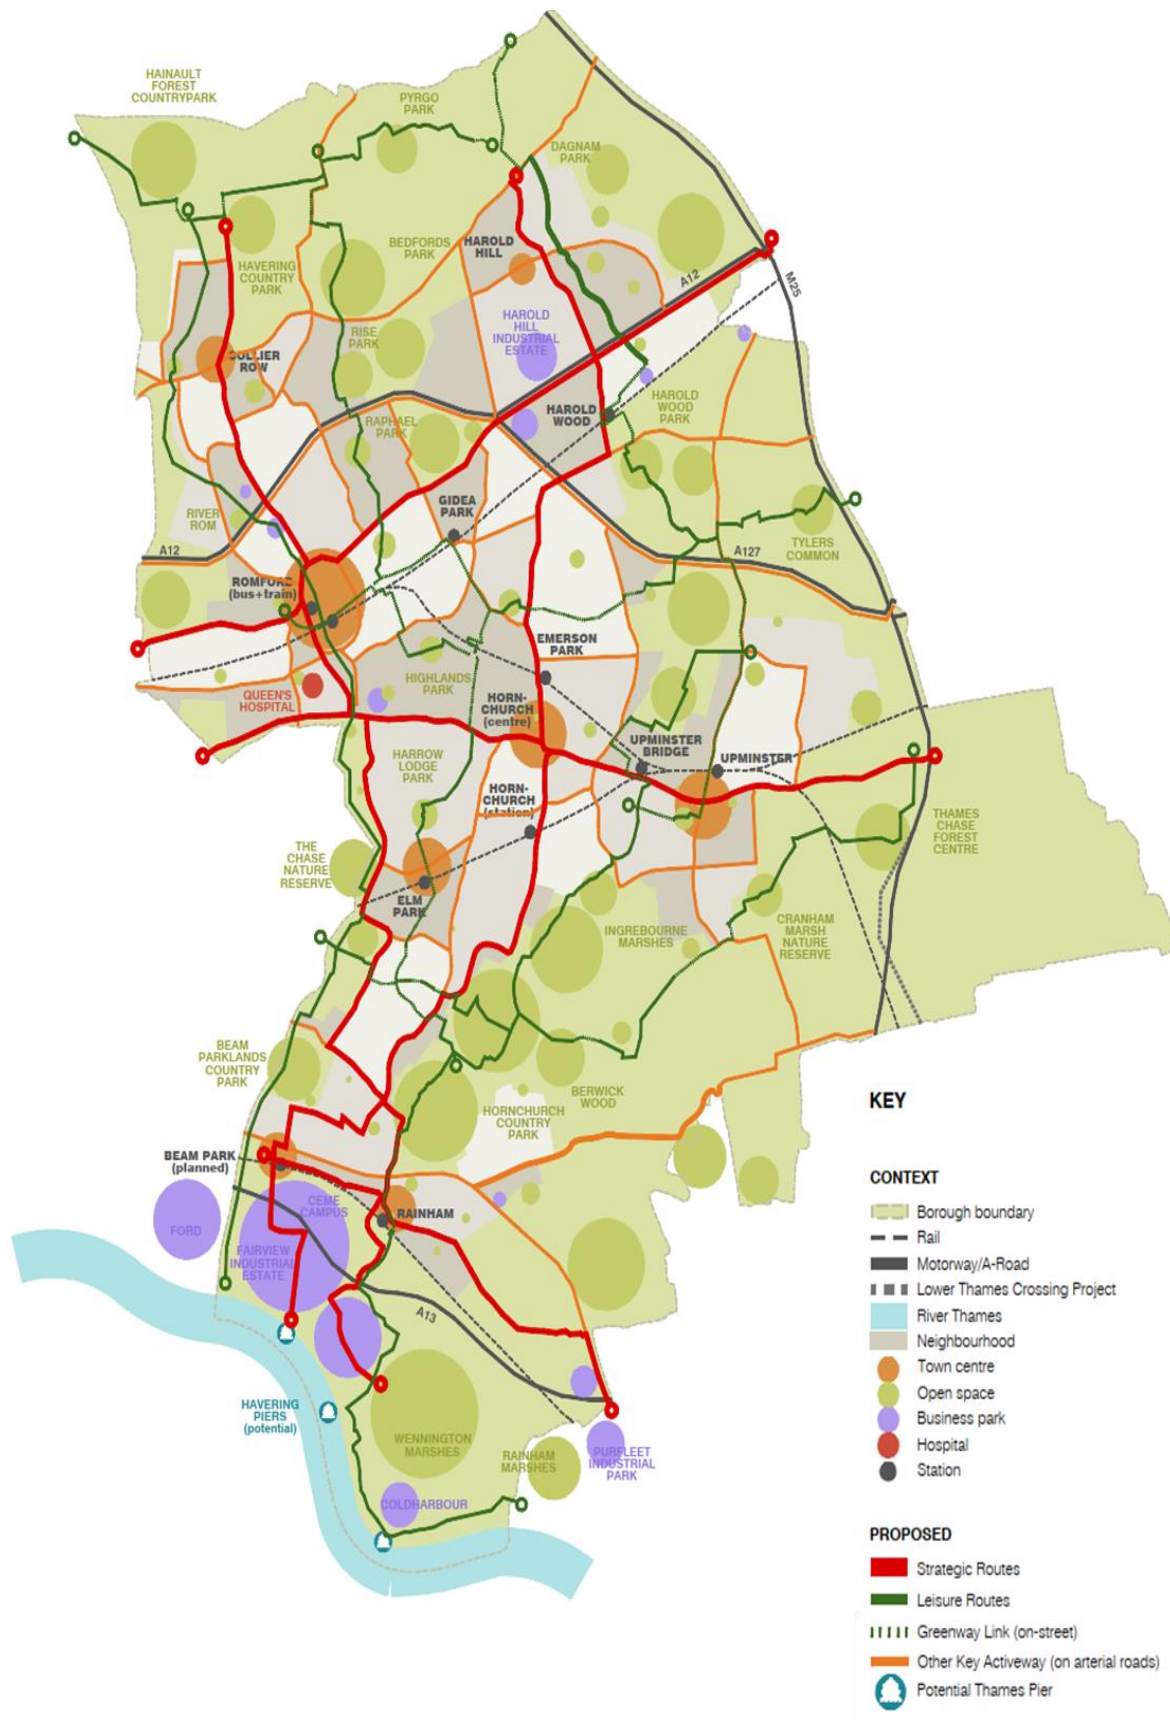 HAINAULT
FOREST
COUNTRYPARK
PYRGO
PARK
DAGNAM
PARK
BEDFORDS
PARK
HAROLD
HILL
HAVERING
COUNTRY
PARK
A12
M25
HAROLD
HILL
INDUSTRIAL
ESTATE
RISE
PARK
COLLIER
ROW
HAROLD
WOOD
HAROLD
WOOD
PARK
RAPHAEL
PARK
GIDEA
PARK
RIVER
ROM
A12
A127
TYLERS
COMMON
ROMFORD
(bus+train)
EMERSON
PARK
QUEEN'S
HOSPITAL
HIGHLANDS
PARK
HORN-
CHURCH
(centre)
UPMINSTER
BRIDGE
UPMINSTER
HARROW
LODGE
PARK
HORN-
CHURCH
(station)
THAMES
CHASE
FOREST
CENTRE
THE
CHASE
NATURE
RESERVE
ELM
PARK
INGREBOURNE
MARSHES
CRANHAM
MARSH
NATURE
RESERVE
BEAM
PARKLANDS
COUNTRY
PARK
BERWICK
WOOD
HORNCHURCH
COUNTRY
PARK
BEAM PARK
(planned)
CEME
CAMPUS
RAINHAM
FORD
FAIRVIEW
INDUSTRIAL
ESTATE
A13
HAVERING
PIERS
(potential)
WENNINGTON
MARSHES
RAINHAM
MARSHES
PURFLEET
INDUSTRIAL
PARK
COLDHARBOUR
KEY
CONTEXT
Borough boundary
Rail
Motorway/A-Road
Lower Thames Crossing Project
River Thames
Neighbourhood
Town centre
Open space
Business park
Hospital
Station
PROPOSED
Strategic Routes
Leisure Routes
Greenway Link (on-street)
Other Key Activeway (on arterial roads)
Potential Thames Pier